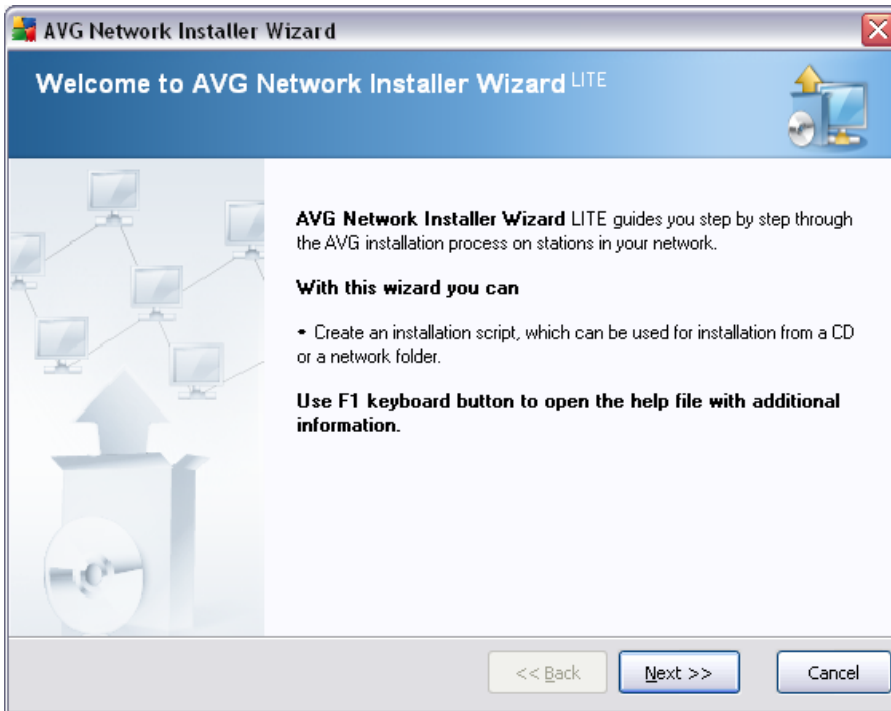 AVG Network Installer Wizard
Welcome to AVG Network Installer Wizard LITE
AVG Network Installer Wizard LITE guides you step by step through
the AVG installation process on stations in your network.
With this wizard you can
• Create an installation script, which can be used for installation from a CD
or a network folder.
Use F1 keyboard button to open the help file with additional
information.
<< Back
Next >>
Cancel